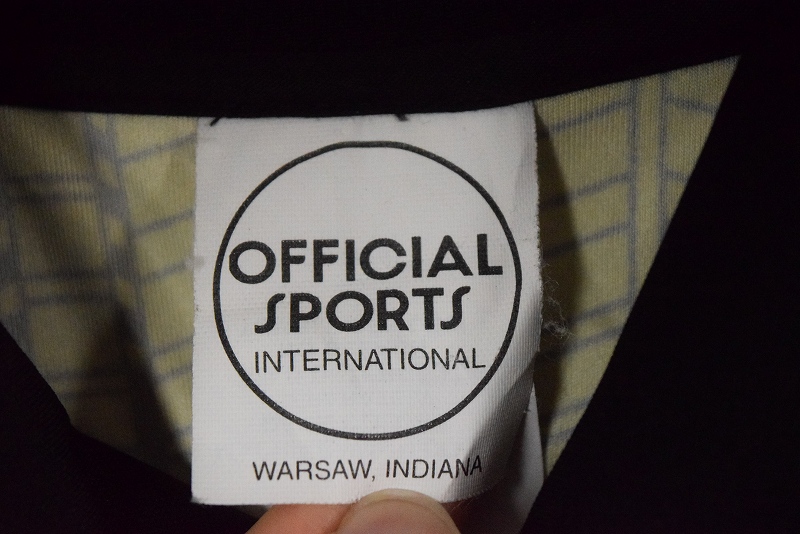 OFFICIAL
SPORTS
INTERNATIONAL
WARSAW, INDIANA